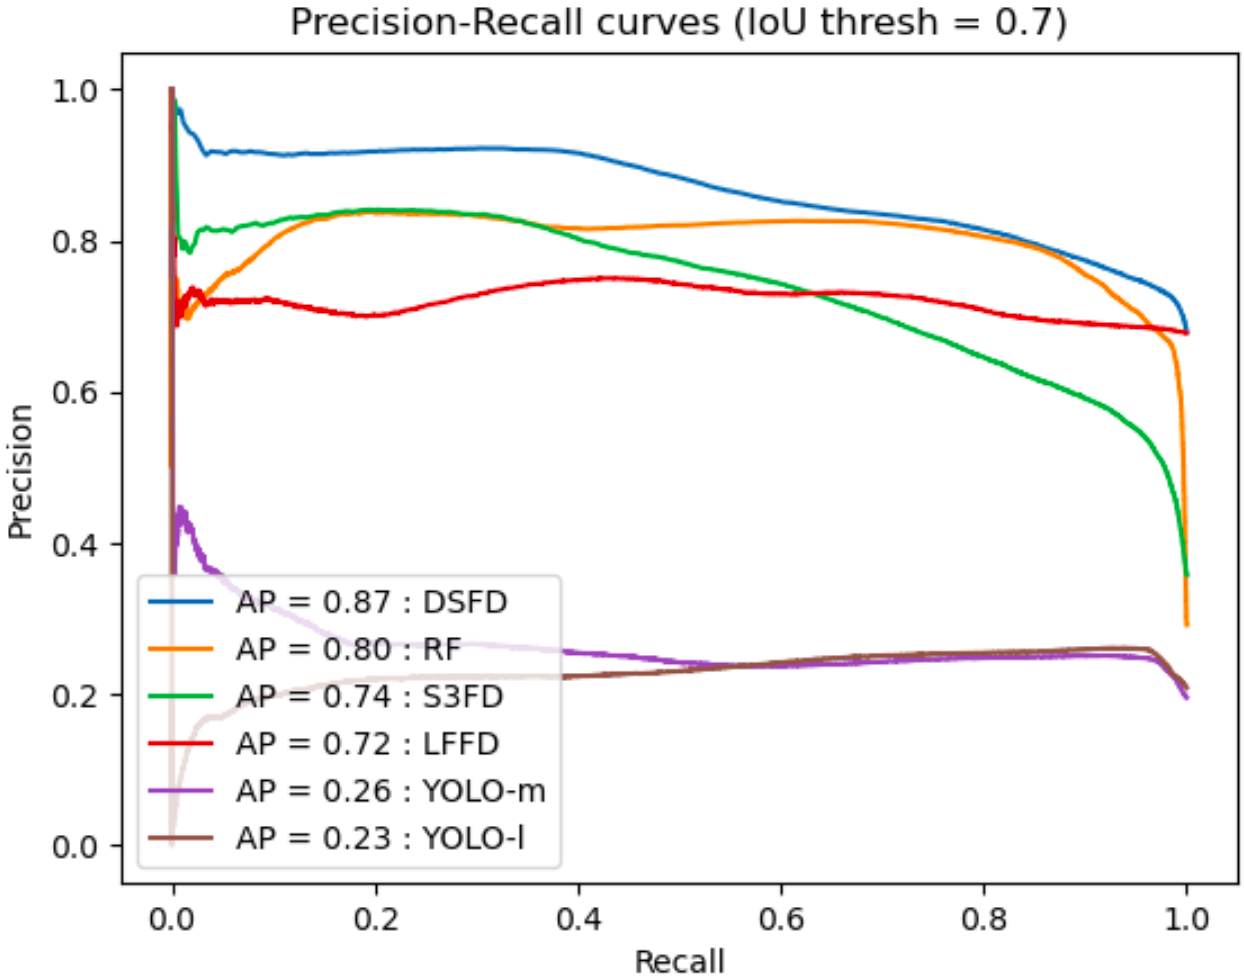 Precision-Recall curves (IoU thresh = 0.7)
1.0
0.8
0.6
0.4
0.2
0.0
Precision
AP = 0.87 : DSFD
AP = 0.80 : RF
AP = 0.74 : S3FD
AP = 0.72 : LFFD
AP = 0.26 : YOLO-m
AP = 0.23 : YOLO-l
0.0 0.2 0.4 0.6 0.8 1.0
Recall